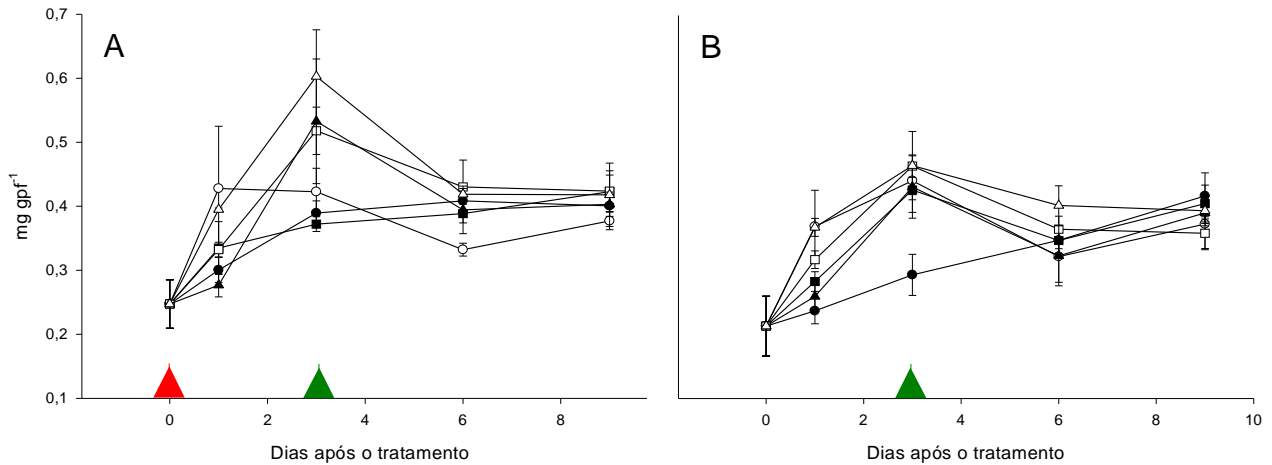 A
B
0,7
0,6
0,5
0,4
0,3
0,2
0,1
mg gpf-1
0 2 4 6 8
0 2 4 6 8 10
Dias após o tratamento
Dias após o tratamento